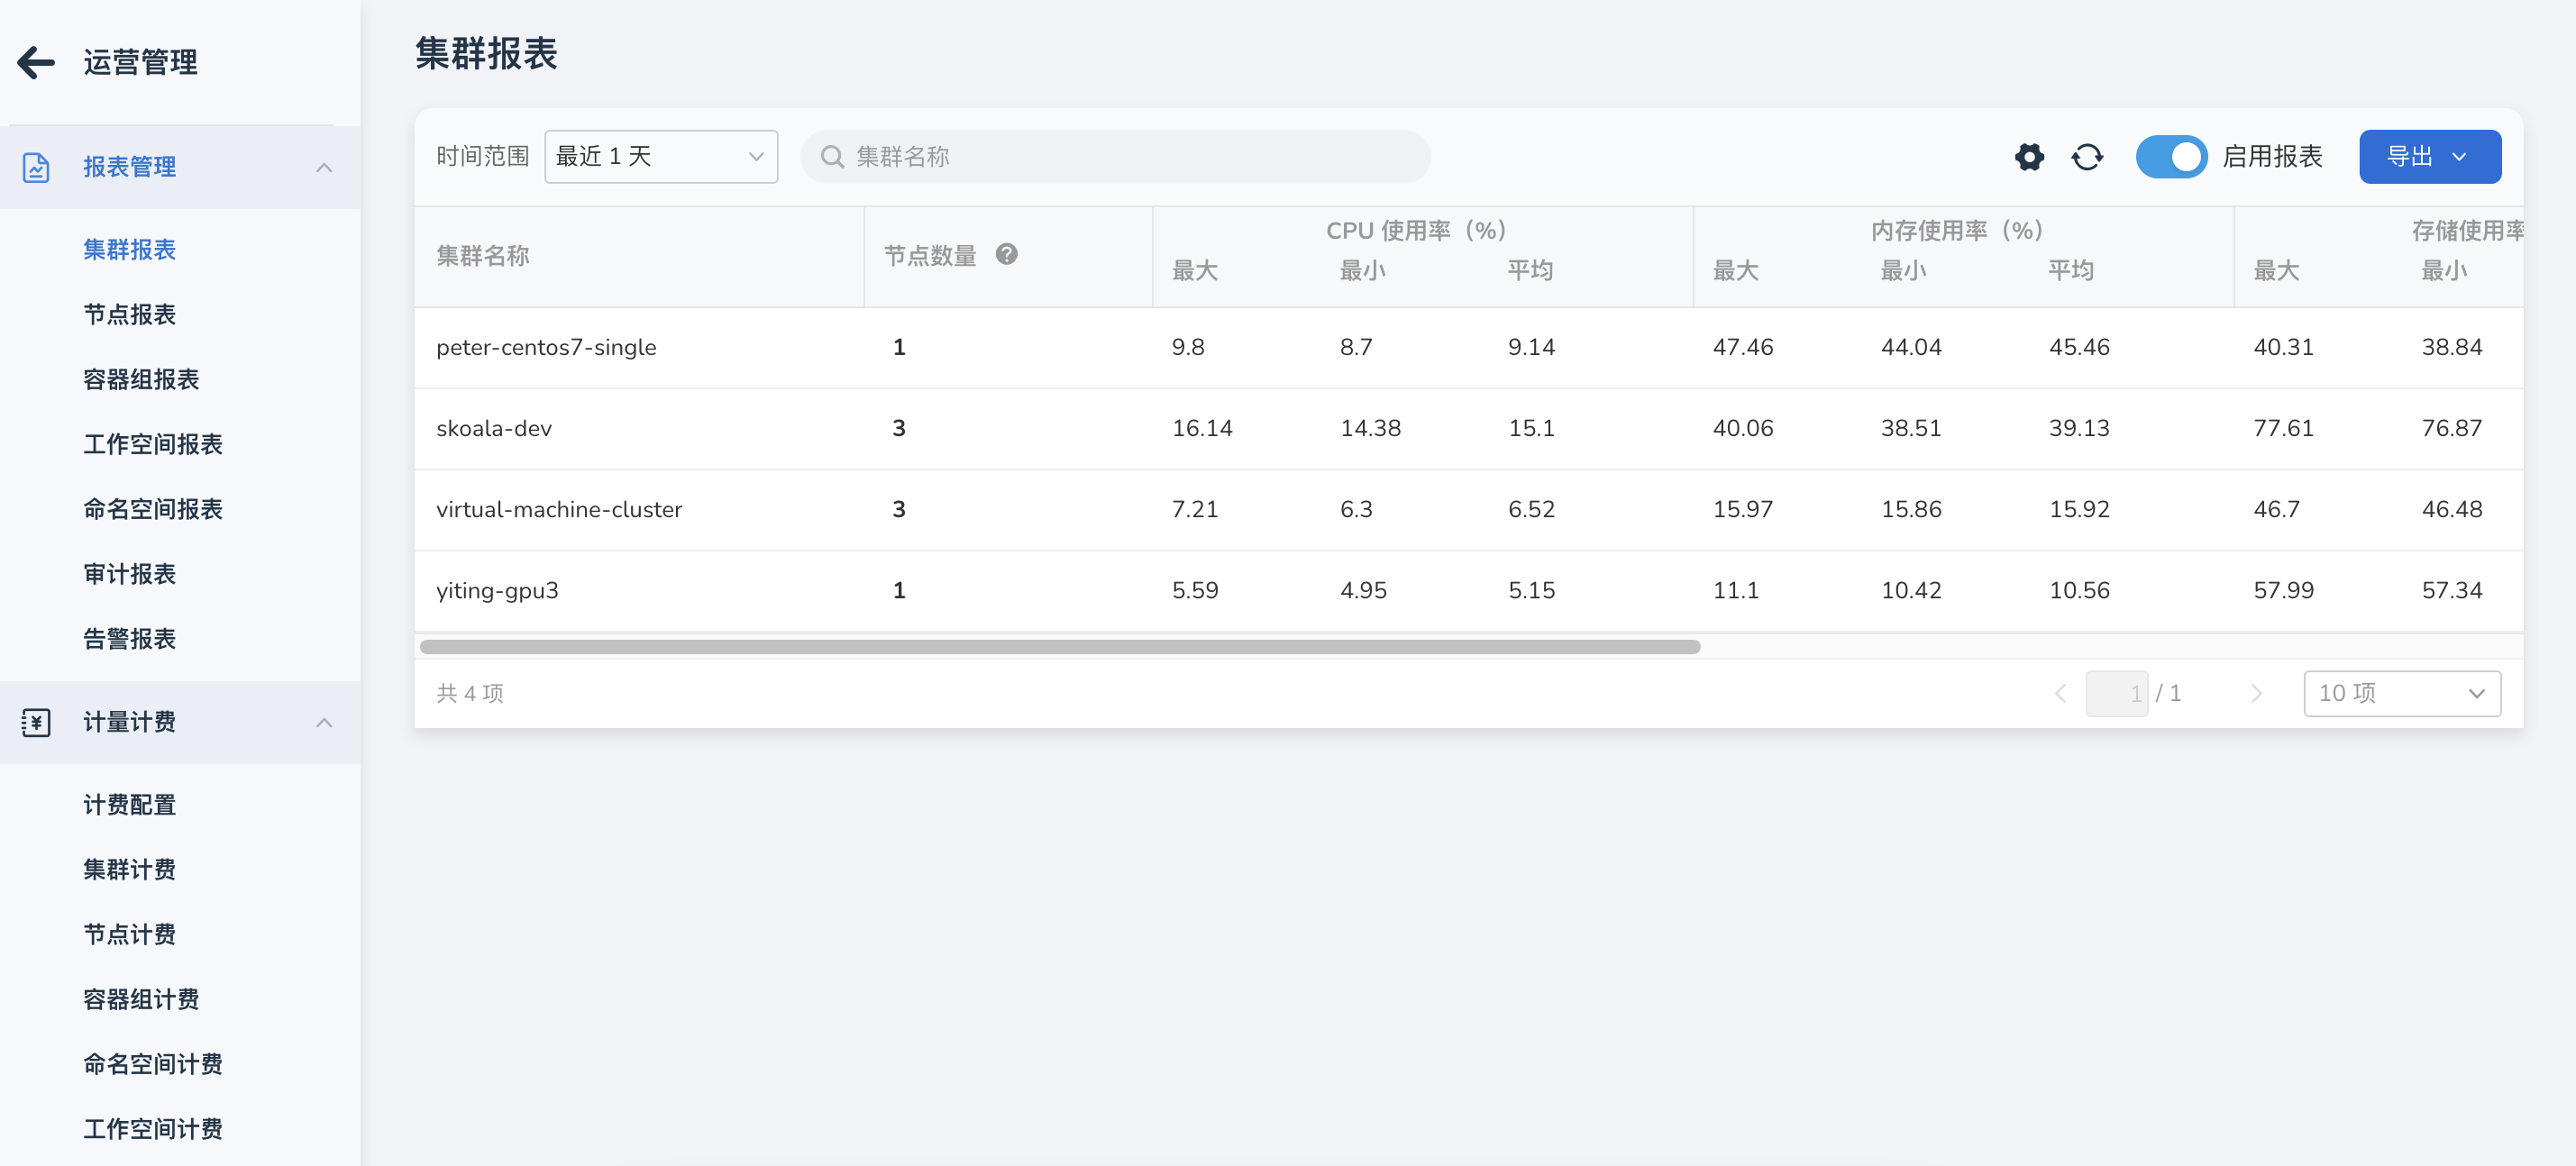 运营管理
报表管理
集群报表
节点报表
容器组报表
工作空间报表
命名空间报表
审计报表
告警报表
计量计费
计费配置
集群计费
节点计费
容器组计费
命名空间计费
工作空间计费
集群报表
时间范围 最近 1 天 集群名称 启用报表 导出
集群名称 节点数量 CPU 使用率（%） 内存使用率（%） 存储使用率
最大 最小 平均 最大 最小 平均 最大 最小
peter-centos7-single 1 9.8 8.7 9.14 47.46 44.04 45.46 40.31 38.84
skoala-dev 3 16.14 14.38 15.1 40.06 38.51 39.13 77.61 76.87
virtual-machine-cluster 3 7.21 6.3 6.52 15.97 15.86 15.92 46.7 46.48
yiting-gpu3 1 5.59 4.95 5.15 11.1 10.42 10.56 57.99 57.34
共 4 项 1 / 1 10 项